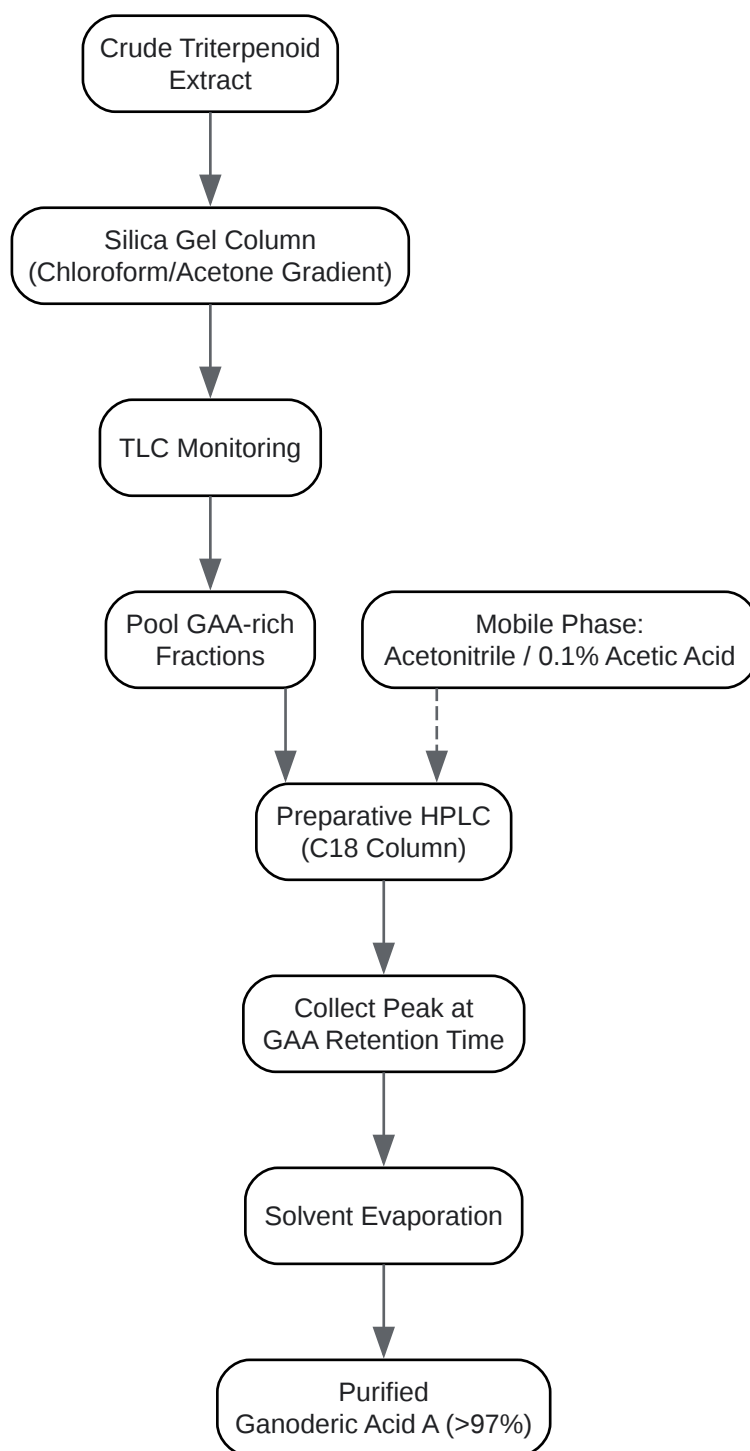 Crude Triterpenoid
Extract
Silica Gel Column
(Chloroform/Acetone Gradient)
TLC Monitoring
Pool GAA-rich
Fractions
Mobile Phase:
Acetonitrile / 0.1% Acetic Acid
Preparative HPLC
(C18 Column)
Collect Peak at
GAA Retention Time
Solvent Evaporation
Purified
Ganoderic Acid A (>97%)